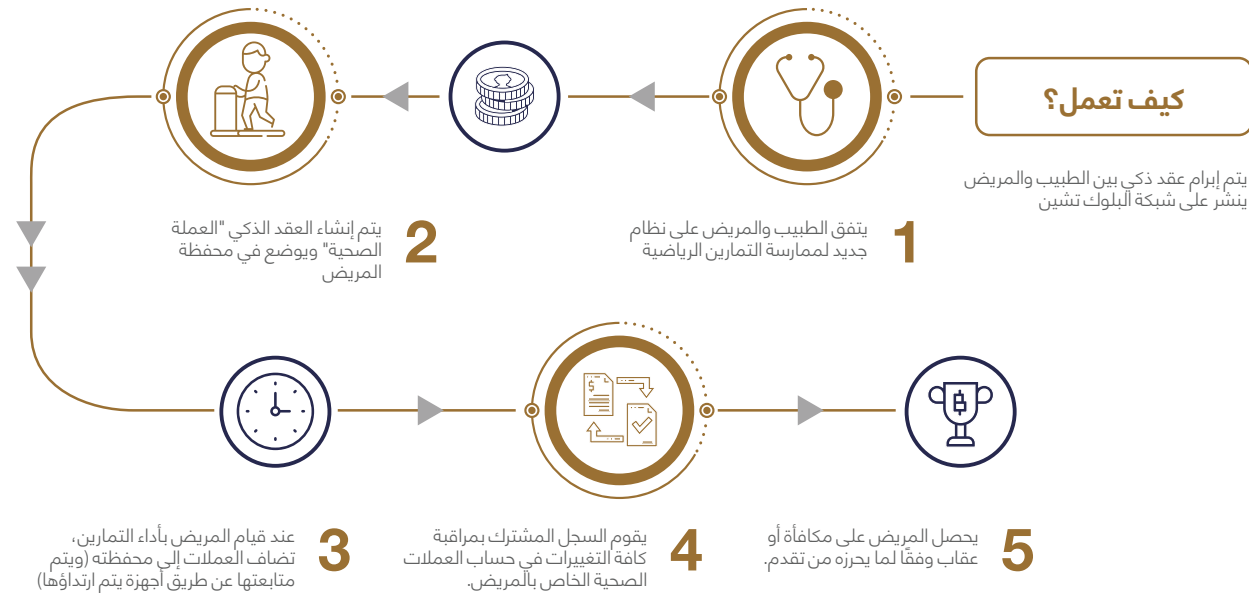 كيف تعمل؟
يتم إبرام عقد ذكي بين الطبيب والمريض
ينشر على شبكة البلوك تشين
1
يتفق الطبيب والمريض على نظام
جديد لممارسة التمارين الرياضية
2
يتم إنشاء العقد الذكي "العملة
الصحية" ويوضع في محفظة
المريض
3
عند قيام المريض بأداء التمارين،
تضاف العملات إلى محفظته (ويتم
متابعتها عن طريق أجهزة يتم ارتداؤها)
4
يقوم السجل المشترك بمراقبة
كافة التغييرات في حساب العملات
الصحية الخاص بالمريض.
5
يحصل المريض على مكافأة أو
عقاب وفقًا لما يحرزه من تقدم.